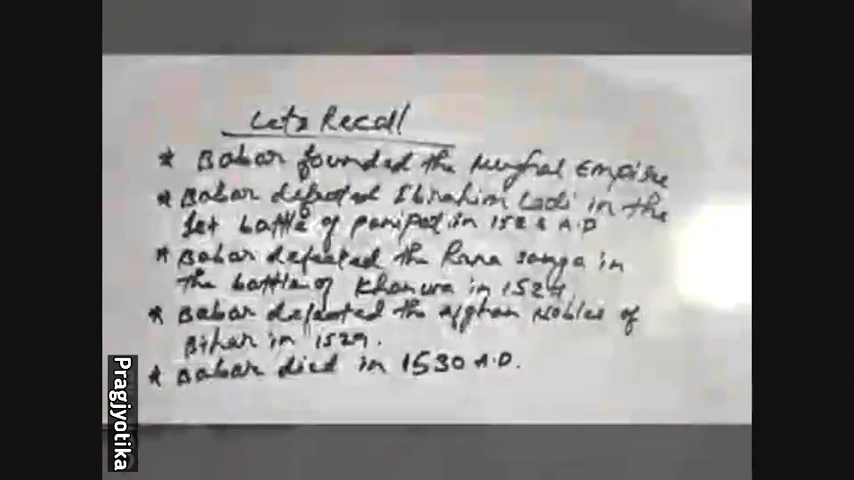 Lets Recall
* Babar founded the Mughal Empire
* Babar defeated Ibrahim Lodi in the
1st battle of panipat in 1526 A.D
* Babar defeated the Rana sanga in
the battle of Khanwa in 1527.
* Babar defeated the afghan Nobles of
Bihar in 1529.
* Babar died in 1530 A.D.
Pragjyotika